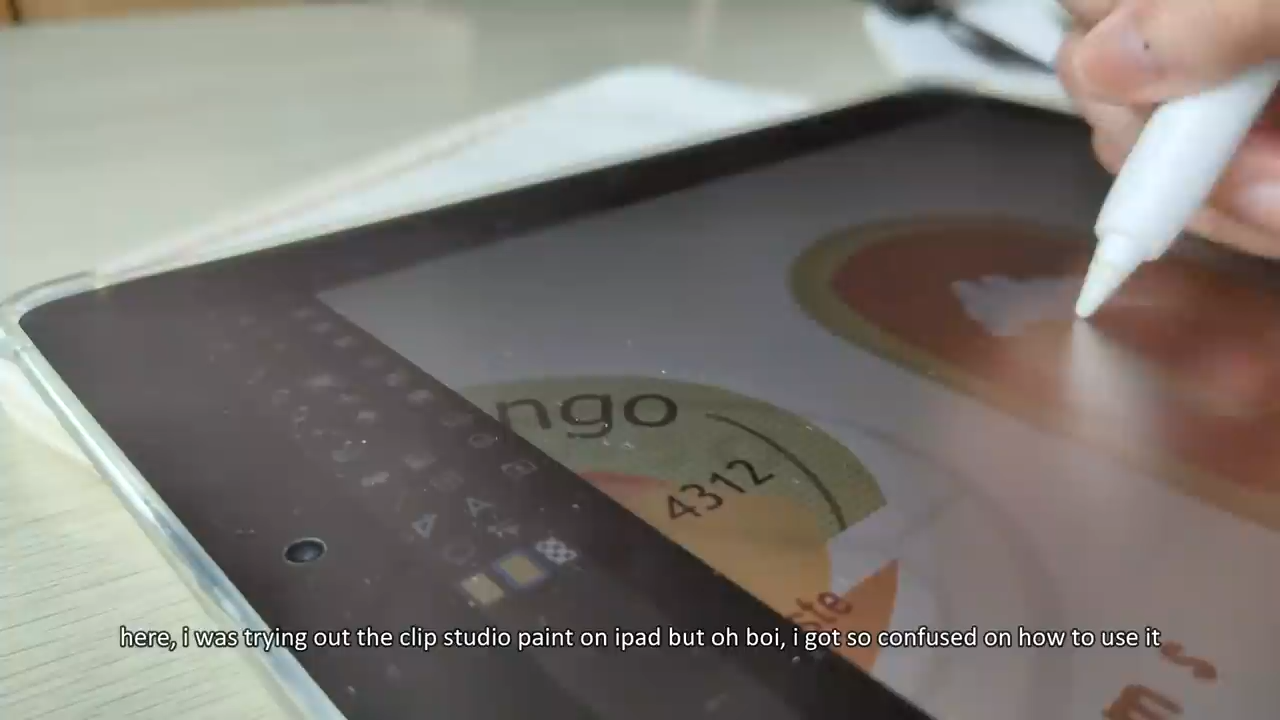 ngo
4312
ste
m s
here, i was trying out the clip studio paint on ipad but oh boi, i got so confused on how to use it